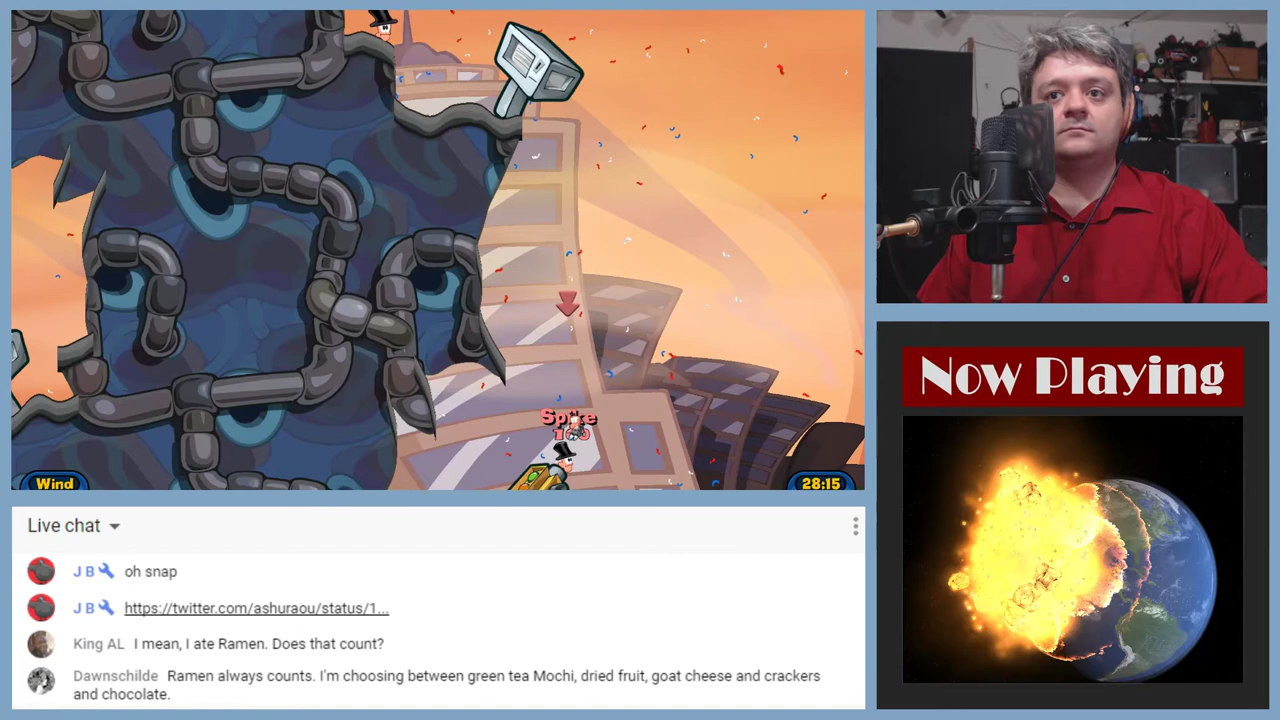 Now Playing
Spike
100
Wind
28:15
Live chat
J B oh snap
J B https://twitter.com/ashuraou/status/1...
King AL I mean, I ate Ramen. Does that count?
Dawnschilde Ramen always counts. I'm choosing between green tea Mochi, dried fruit, goat cheese and crackers
and chocolate.